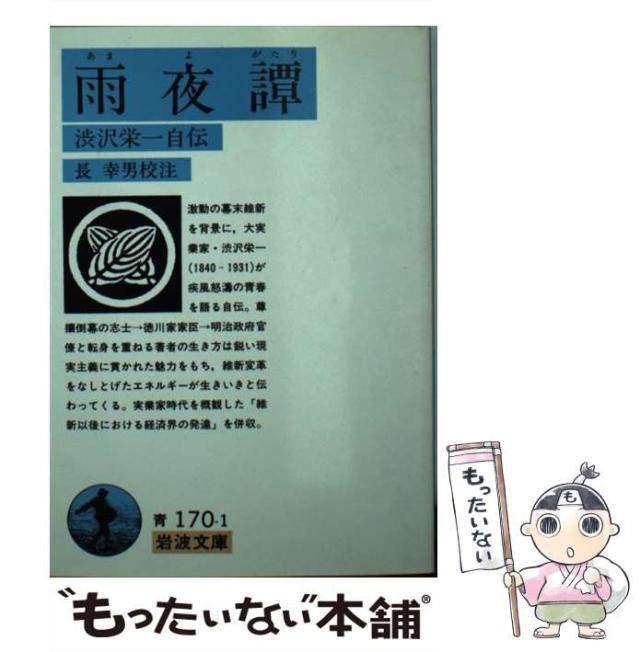 あま よ がたり
雨夜譚
渋沢栄一自伝
長 幸男校注
激動の幕末維新
を背景に，大実
業家・渋沢栄一
(1840－1931)が
疾風怒濤の青春
を語る自伝。尊
攘倒幕の志士→徳川家家臣→明治政府官
僚と転身を重ねる著者の生き方は鋭い現
実主義に貫かれた魅力をもち，維新変革
をなしとげたエネルギーが生きいきと伝
わってくる。実業家時代を概観した「維
新以後における経済界の発達」を併収。
青 170-1
岩波文庫
もったいない
も
"もったいない"本舗®